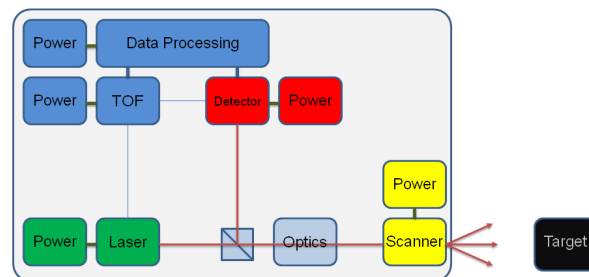 Power
Data Processing
Power
TOF
Detector
Power
Power
Power
Laser
Optics
Scanner
Target